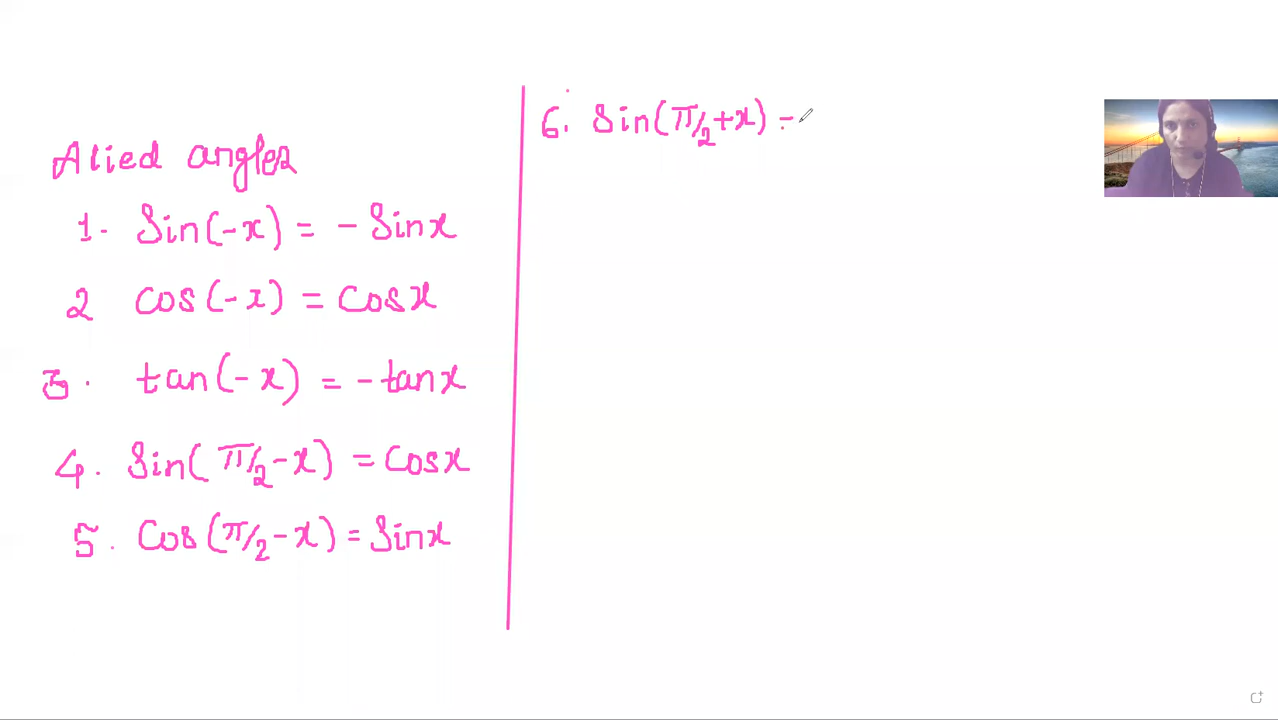 Alied angles
1. Sin(-x) = - Sinx
2 Cos(-x) = Cosx
3. tan(-x) = -tanx
4. Sin(π/2-x) = Cosx
5. Cos(π/2-x) = Sinx
6. Sin(π/2+x) =